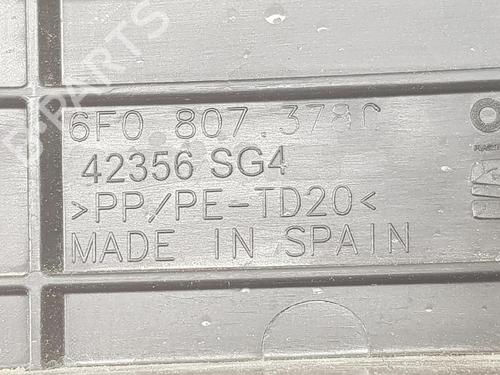 6F0 807.378C
42356 SG4
>PP/PE-TD20<
MADE IN SPAIN